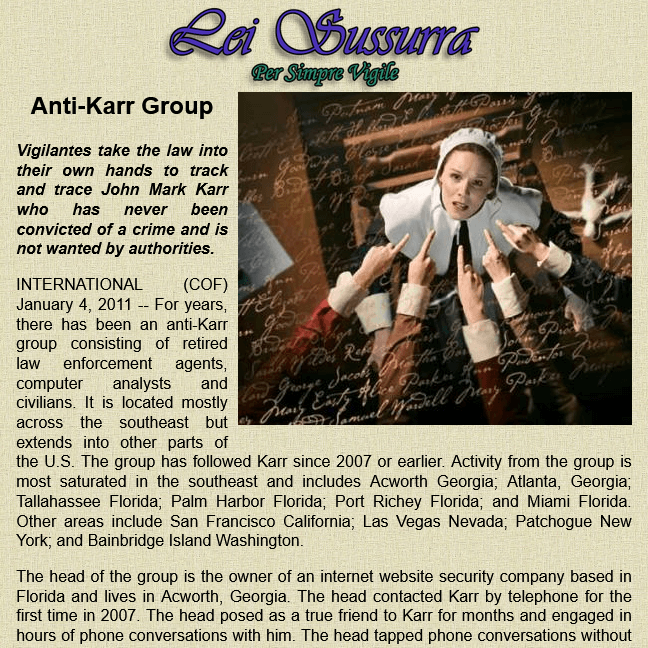 Lei Sussurra
Per Simpre Vigile
Anti-Karr Group
Vigilantes take the law into
their own hands to track
and trace John Mark Karr
who has never been
convicted of a crime and is
not wanted by authorities.
INTERNATIONAL (COF)
January 4, 2011 -- For years,
there has been an anti-Karr
group consisting of retired
law enforcement agents,
computer analysts and
civilians. It is located mostly
across the southeast but
extends into other parts of
the U.S. The group has followed Karr since 2007 or earlier. Activity from the group is
most saturated in the southeast and includes Acworth Georgia; Atlanta, Georgia;
Tallahassee Florida; Palm Harbor Florida; Port Richey Florida; and Miami Florida.
Other areas include San Francisco California; Las Vegas Nevada; Patchogue New
York; and Bainbridge Island Washington.
The head of the group is the owner of an internet website security company based in
Florida and lives in Acworth, Georgia. The head contacted Karr by telephone for the
first time in 2007. The head posed as a true friend to Karr for months and engaged in
hours of phone conversations with him. The head tapped phone conversations without